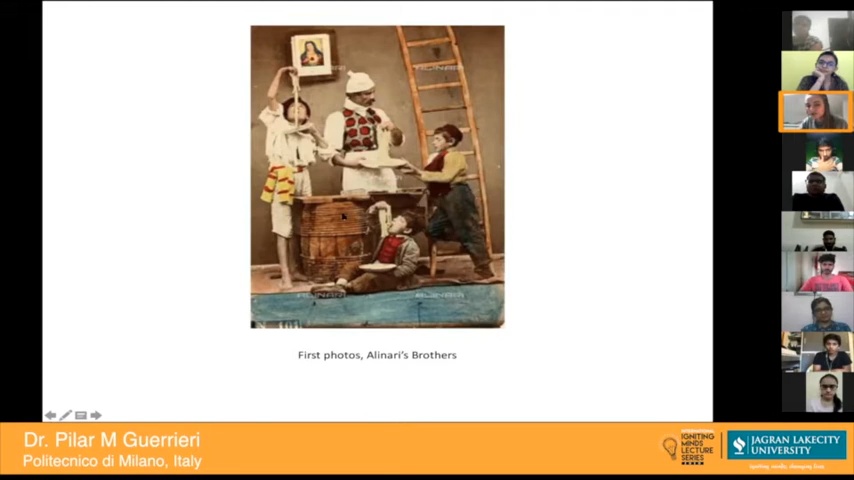 First photos, Alinari's Brothers
Dr. Pilar M Guerrieri
Politecnico di Milano, Italy
IGNITING
MINDS
LECTURE
SERIES
JAGRAN LAKECITY
UNIVERSITY